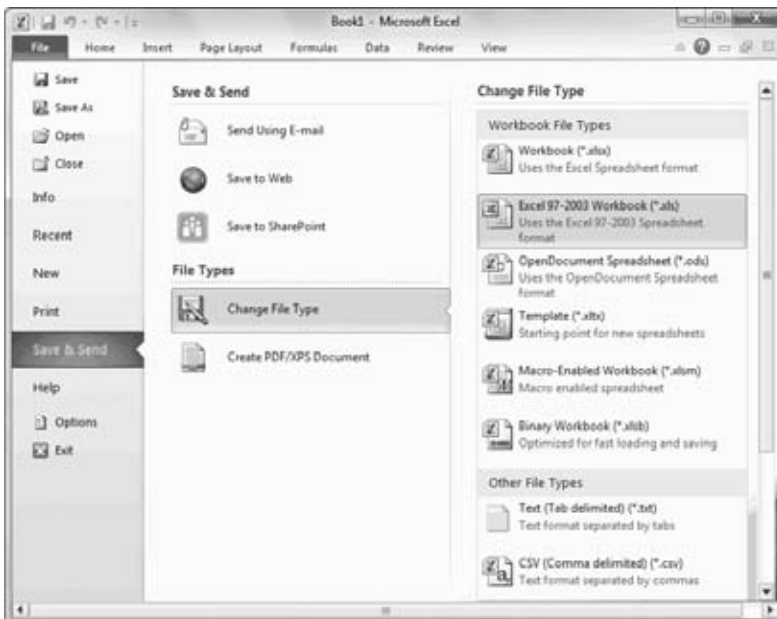 Book1 - Microsoft Excel
File Home Insert Page Layout Formulas Data Review View
Save
Save As
Open
Close
Info
Recent
New
Print
Save & Send
Help
Options
Exit
Save & Send
Send Using E-mail
Save to Web
Save to SharePoint
File Types
Change File Type
Create PDF/XPS Document
Change File Type
Workbook File Types
Workbook (*.xlsx)
Uses the Excel Spreadsheet format
Excel 97-2003 Workbook (*.xls)
Uses the Excel 97-2003 Spreadsheet
format
OpenDocument Spreadsheet (*.ods)
Uses the OpenDocument Spreadsheet
format
Template (*.xltx)
Starting point for new spreadsheets
Macro-Enabled Workbook (*.xlsm)
Macro enabled spreadsheet
Binary Workbook (*.xlsb)
Optimized for fast loading and saving
Other File Types
Text (Tab delimited) (*.txt)
Text format separated by tabs
CSV (Comma delimited) (*.csv)
Text format separated by commas